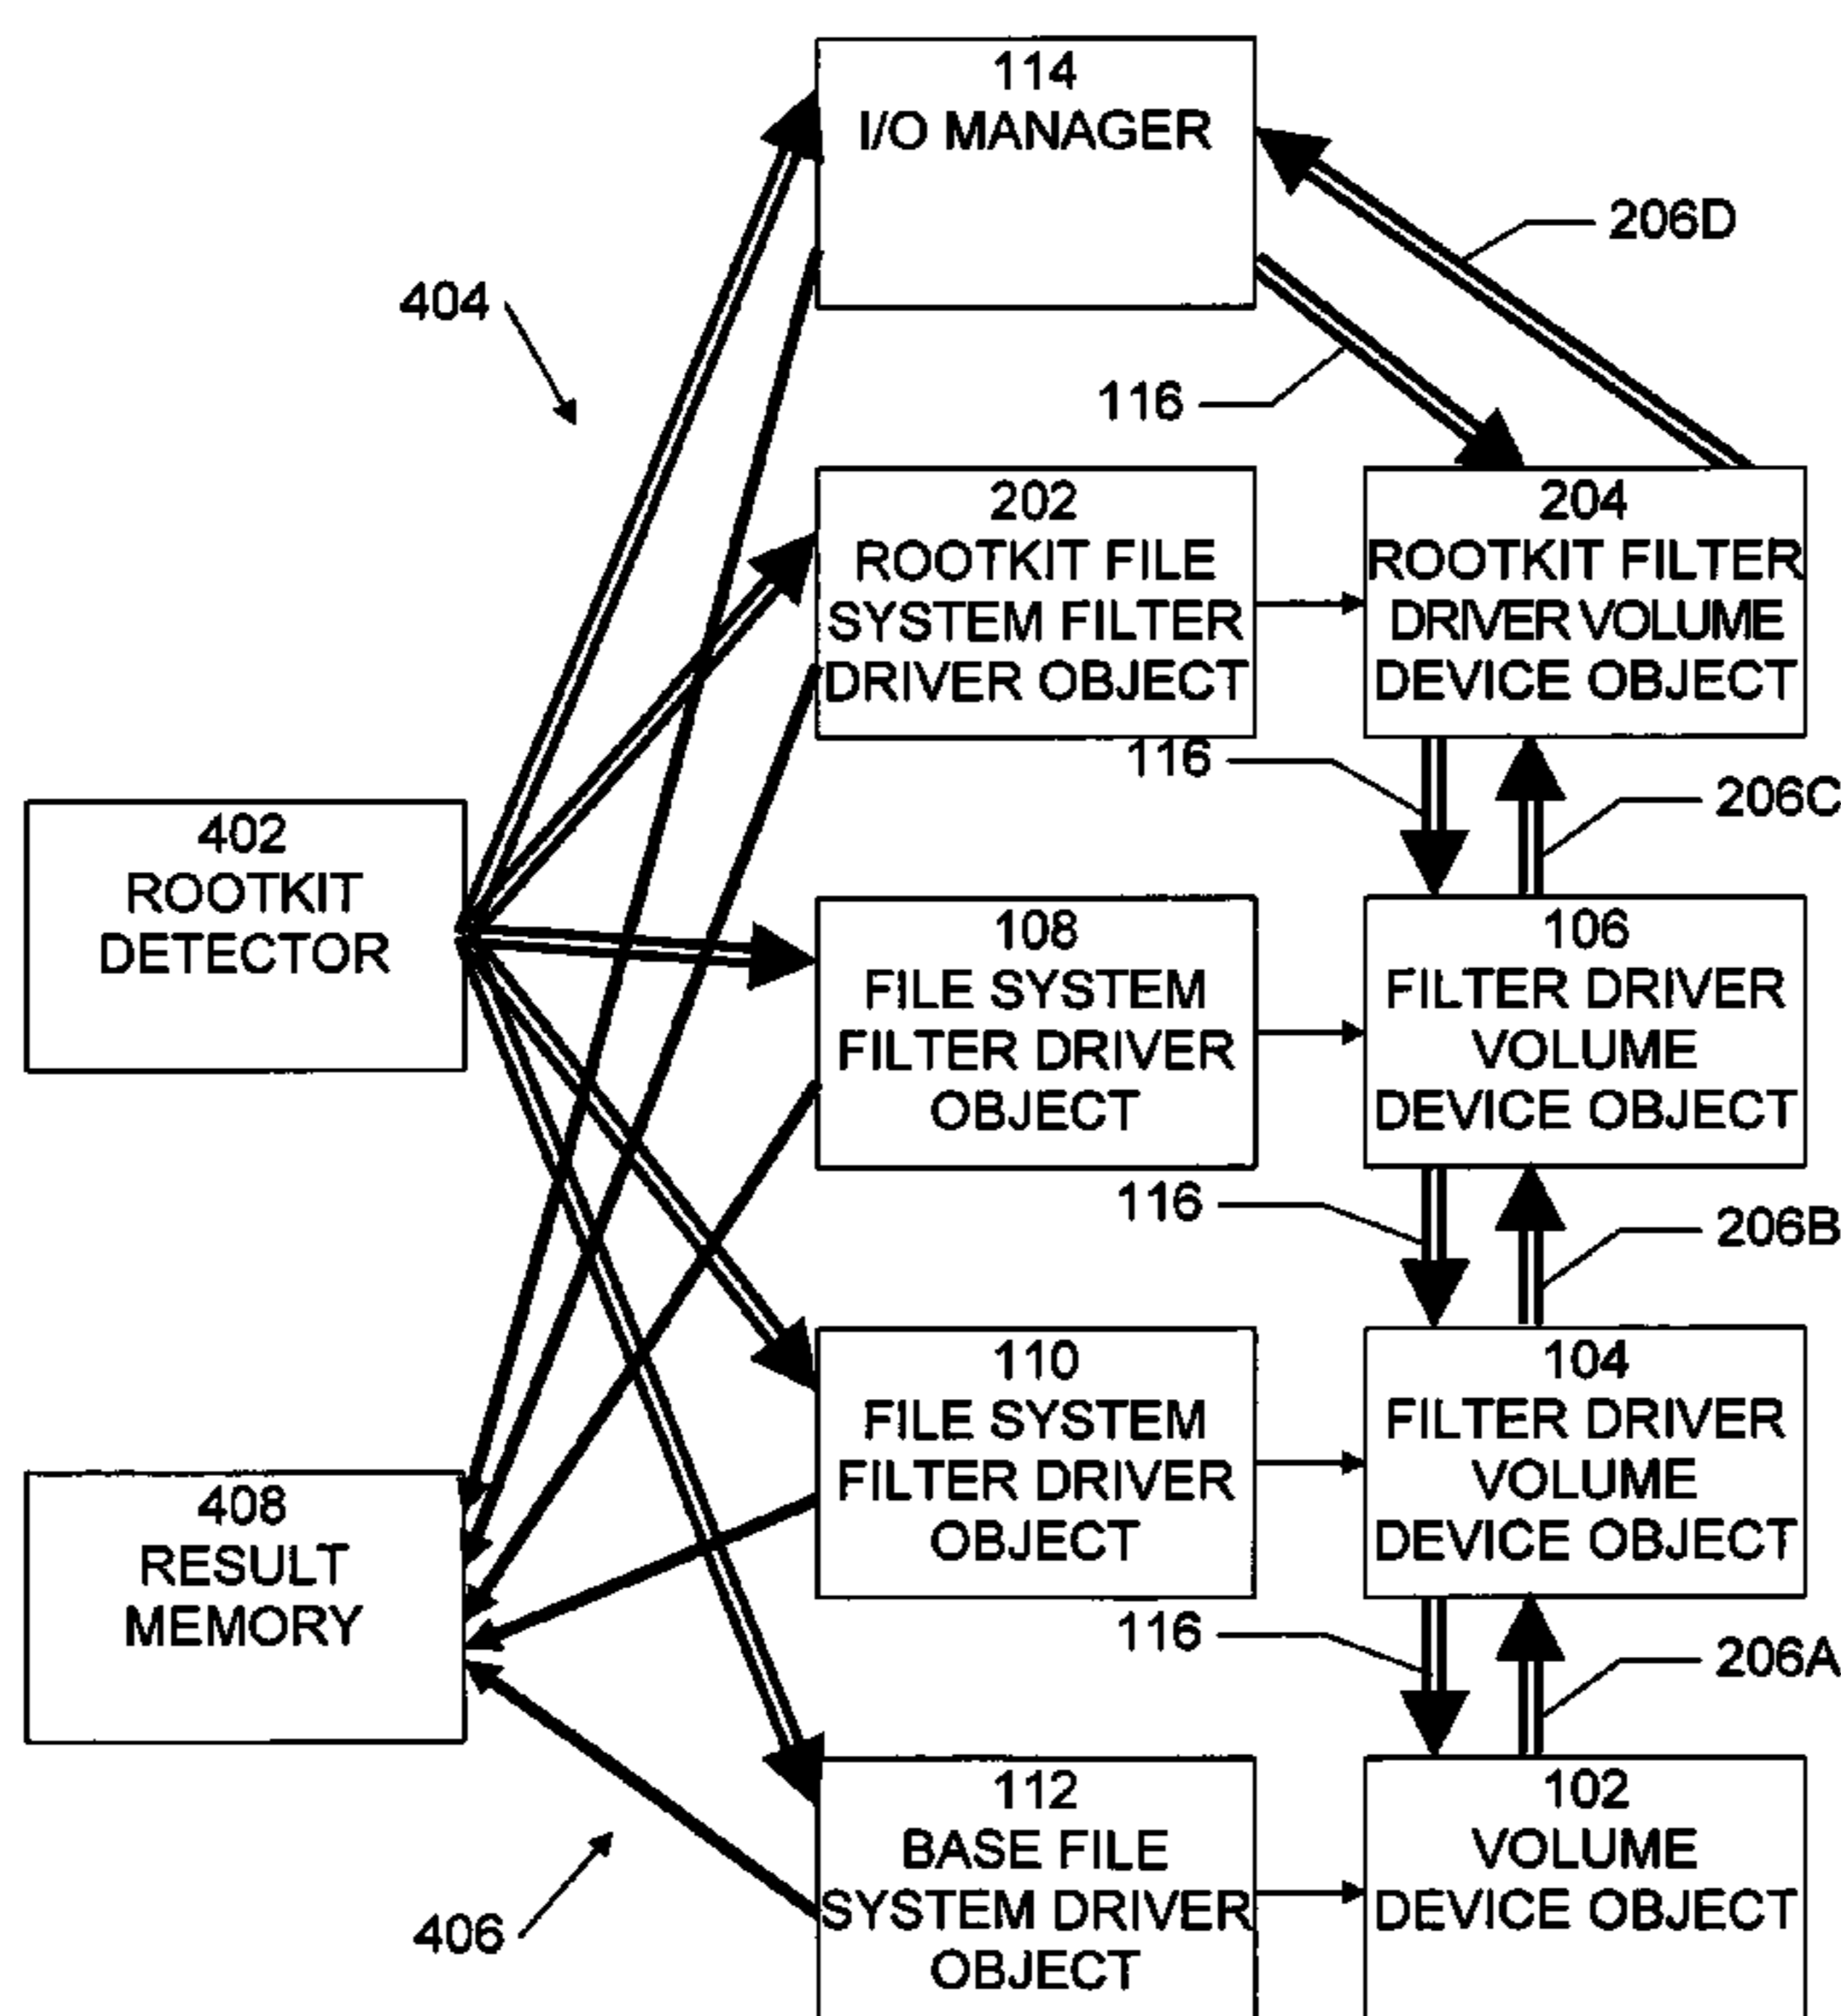 114
I/O MANAGER
206D
404
116
202
ROOTKIT FILE
SYSTEM FILTER
DRIVER OBJECT
204
ROOTKIT FILTER
DRIVER VOLUME
DEVICE OBJECT
116
206C
402
ROOTKIT
DETECTOR
108
FILE SYSTEM
FILTER DRIVER
OBJECT
106
FILTER DRIVER
VOLUME
DEVICE OBJECT
116
206B
110
FILE SYSTEM
FILTER DRIVER
OBJECT
104
FILTER DRIVER
VOLUME
DEVICE OBJECT
408
RESULT
MEMORY
116
206A
112
BASE FILE
SYSTEM DRIVER
OBJECT
102
VOLUME
DEVICE OBJECT
406